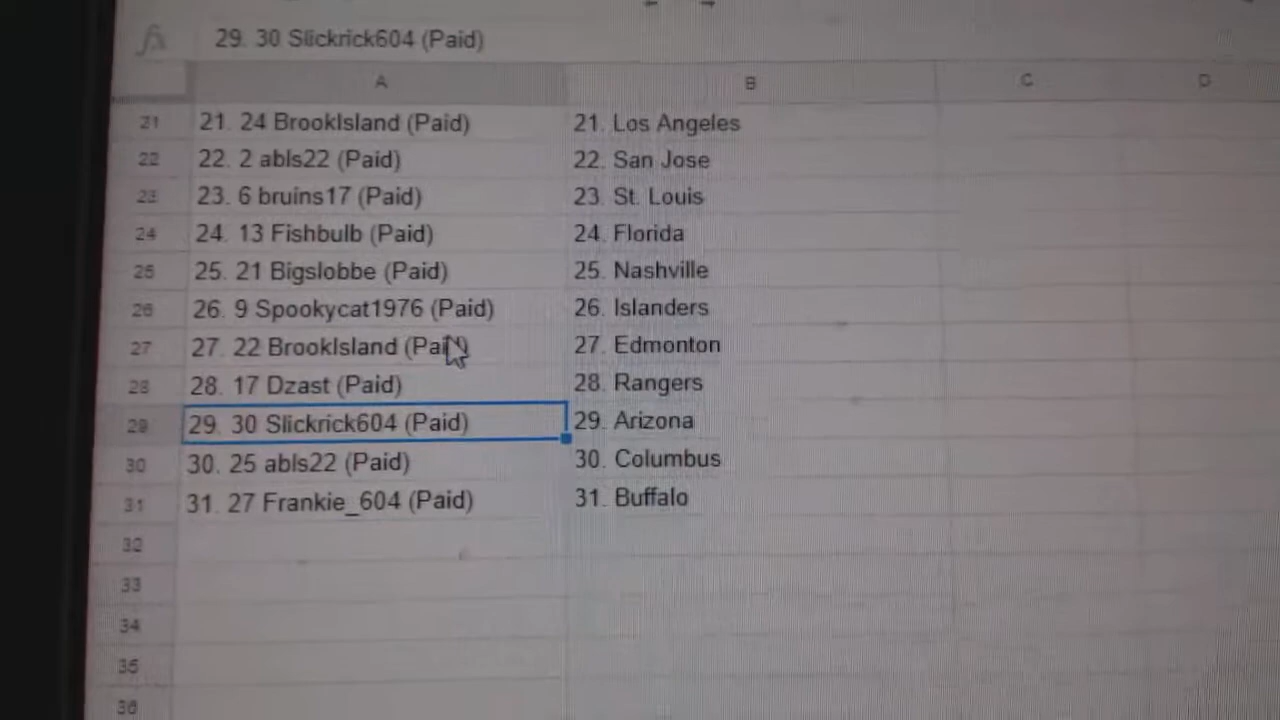 fx 29. 30 Slickrick604 (Paid)
A B C D
21 21. 24 BrookIsland (Paid) 21. Los Angeles
22 22. 2 abls22 (Paid) 22. San Jose
23 23. 6 bruins17 (Paid) 23. St. Louis
24 24. 13 Fishbulb (Paid) 24. Florida
25 25. 21 Bigslobbe (Paid) 25. Nashville
26 26. 9 Spookycat1976 (Paid) 26. Islanders
27 27. 22 BrookIsland (Paid) 27. Edmonton
28 28. 17 Dzast (Paid) 28. Rangers
29 29. 30 Slickrick604 (Paid) 29. Arizona
30 30. 25 abls22 (Paid) 30. Columbus
31 31. 27 Frankie_604 (Paid) 31. Buffalo
32
33
34
35
36